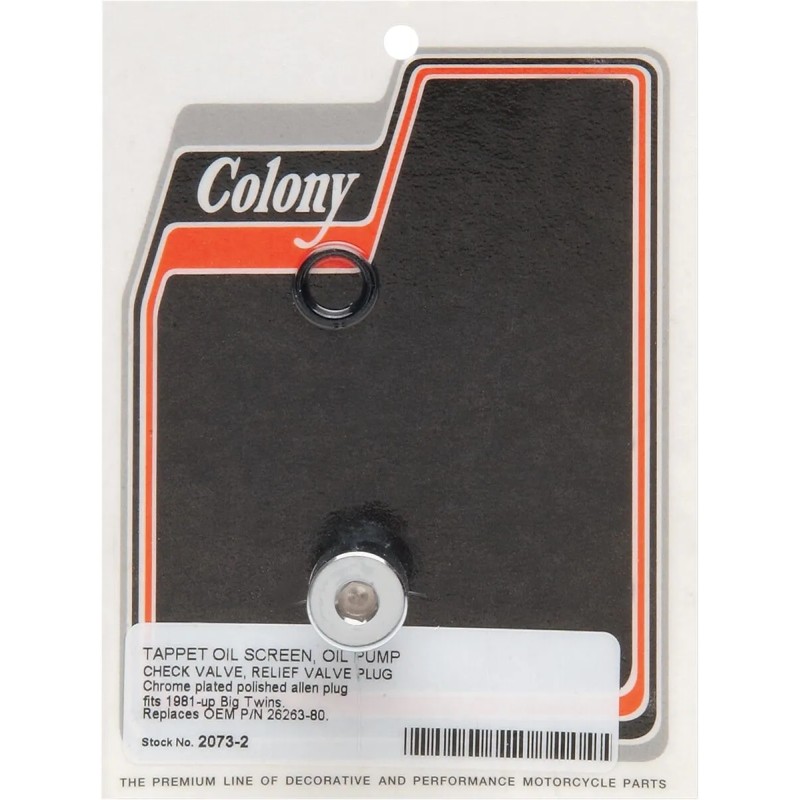 Colony
TAPPET OIL SCREEN, OIL PUMP
CHECK VALVE, RELIEF VALVE PLUG
Chrome plated polished allen plug
fits 1981-up Big Twins.
Replaces OEM P/N 26263-80.
Stock No. 2073-2
THE PREMIUM LINE OF DECORATIVE AND PERFORMANCE MOTORCYCLE PARTS